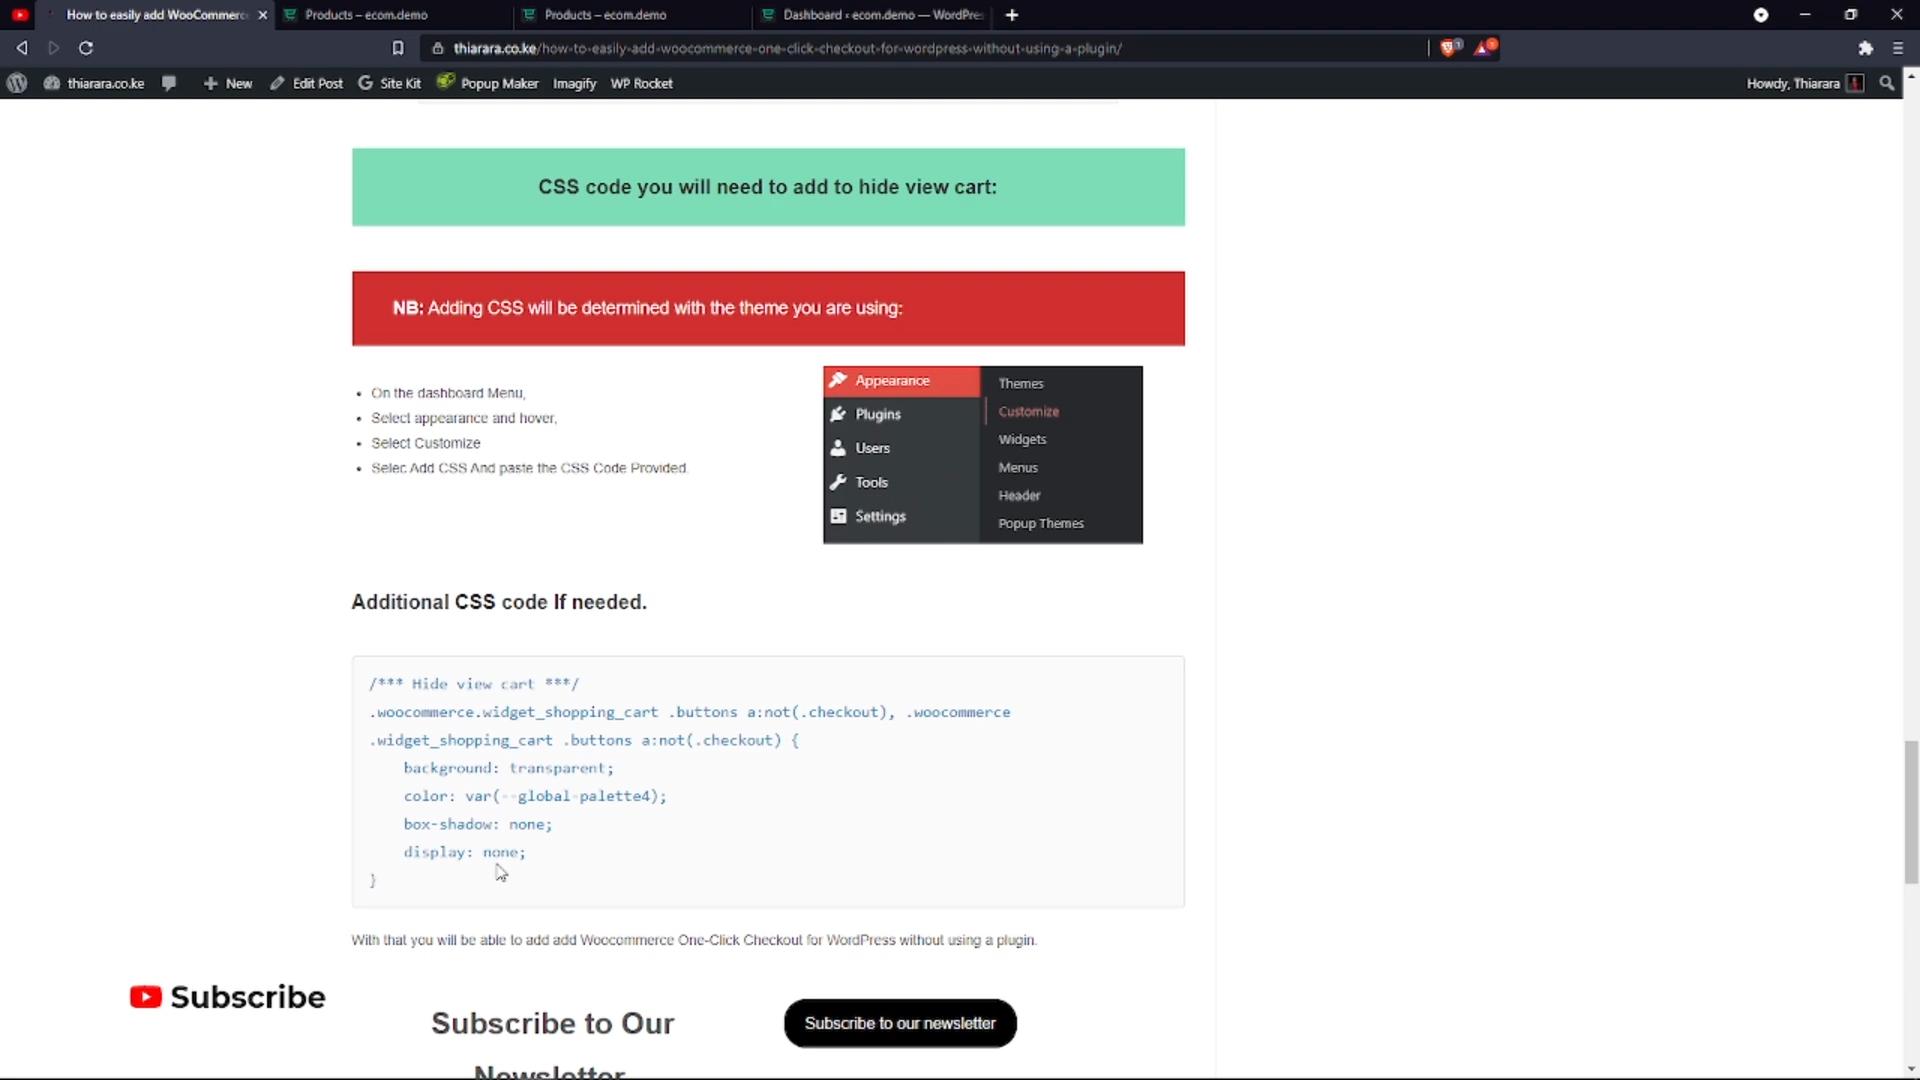 How to easily add WooCommerc
Products – ecom.demo
Products – ecom.demo
Dashboard ‹ ecom.demo — WordPres
thiarara.co.ke/how-to-easily-add-woocommerce-one-click-checkout-for-wordpress-without-using-a-plugin/
thiarara.co.ke
New
Edit Post
Site Kit
Popup Maker
Imagify
WP Rocket
Howdy, Thiarara
CSS code you will need to add to hide view cart:
NB: Adding CSS will be determined with the theme you are using:
• On the dashboard Menu,
• Select appearance and hover,
• Select Customize
• Selec Add CSS And paste the CSS Code Provided.
Appearance
Plugins
Users
Tools
Settings
Themes
Customize
Widgets
Menus
Header
Popup Themes
Additional CSS code If needed.
/*** Hide view cart ***/
.woocommerce.widget_shopping_cart .buttons a:not(.checkout), .woocommerce
.widget_shopping_cart .buttons a:not(.checkout) {
background: transparent;
color: var(--global-palette4);
box-shadow: none;
display: none;
}
With that you will be able to add add Woocommerce One-Click Checkout for WordPress without using a plugin.
Subscribe
Subscribe to Our
Newsletter
Subscribe to our newsletter